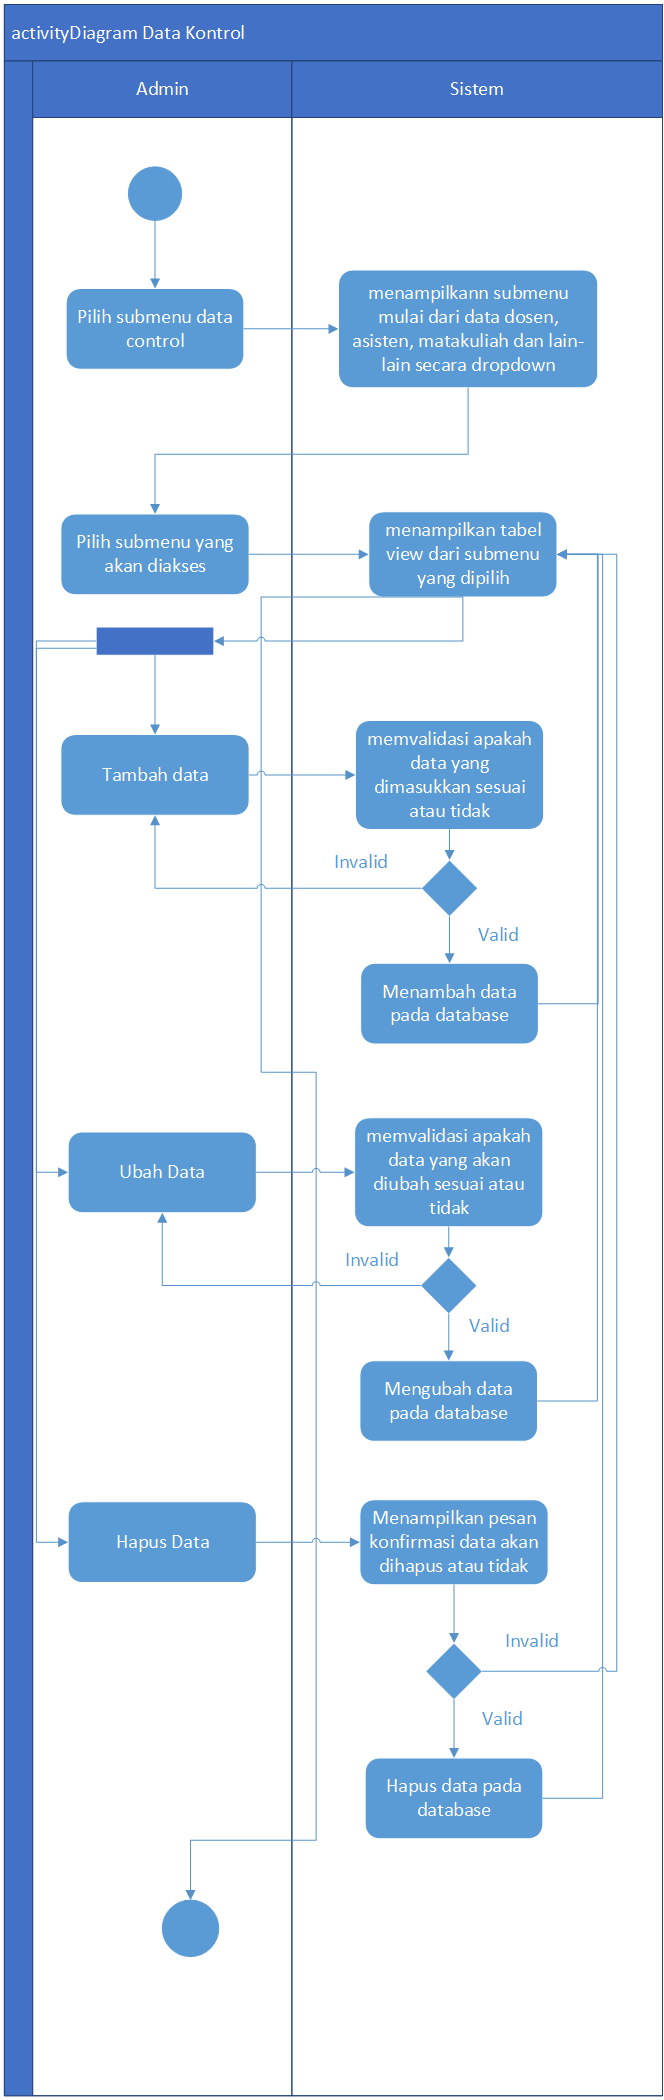 activityDiagram Data Kontrol
Admin
Sistem
Pilih submenu data
control
menampilkann submenu
mulai dari data dosen,
asisten, matakuliah dan lain-
lain secara dropdown
Pilih submenu yang
akan diakses
menampilkan tabel
view dari submenu
yang dipilih
Tambah data
memvalidasi apakah
data yang
dimasukkan sesuai
atau tidak
Invalid
Valid
Menambah data
pada database
Ubah Data
memvalidasi apakah
data yang akan
diubah sesuai atau
tidak
Invalid
Valid
Mengubah data
pada database
Hapus Data
Menampilkan pesan
konfirmasi data akan
dihapus atau tidak
Invalid
Valid
Hapus data pada
database